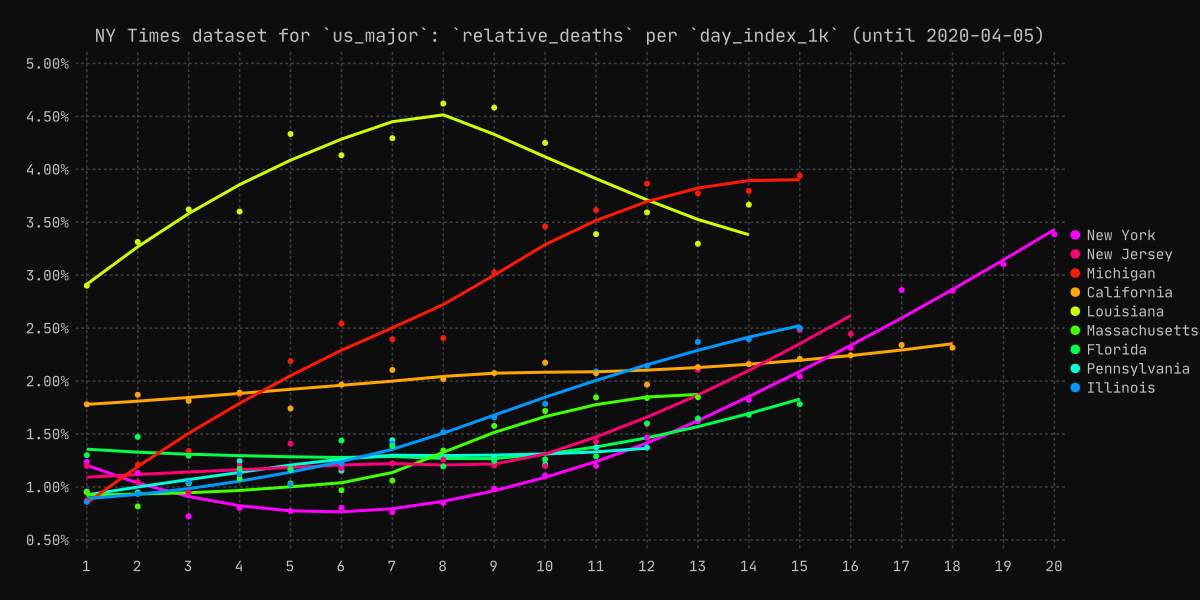 NY Times dataset for `us_major`: `relative_deaths` per `day_index_1k` (until 2020-04-05)
5.00%
4.50%
4.00%
3.50%
3.00%
2.50%
2.00%
1.50%
1.00%
0.50%
1 2 3 4 5 6 7 8 9 10 11 12 13 14 15 16 17 18 19 20
New York
New Jersey
Michigan
California
Louisiana
Massachusetts
Florida
Pennsylvania
Illinois